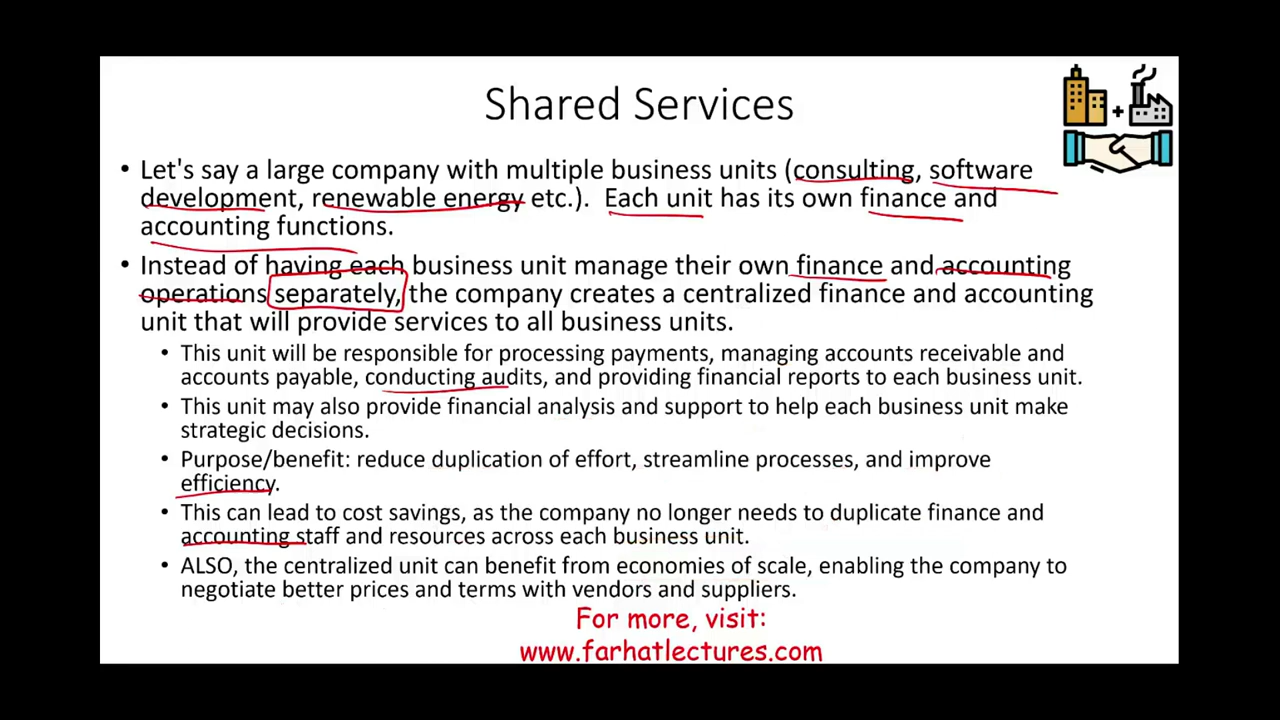 Shared Services
• Let's say a large company with multiple business units (consulting, software
development, renewable energy etc.). Each unit has its own finance and
accounting functions.
• Instead of having each business unit manage their own finance and accounting
operations separately, the company creates a centralized finance and accounting
unit that will provide services to all business units.
• This unit will be responsible for processing payments, managing accounts receivable and
accounts payable, conducting audits, and providing financial reports to each business unit.
• This unit may also provide financial analysis and support to help each business unit make
strategic decisions.
• Purpose/benefit: reduce duplication of effort, streamline processes, and improve
efficiency.
• This can lead to cost savings, as the company no longer needs to duplicate finance and
accounting staff and resources across each business unit.
• ALSO, the centralized unit can benefit from economies of scale, enabling the company to
negotiate better prices and terms with vendors and suppliers.
For more, visit:
www.farhatlectures.com